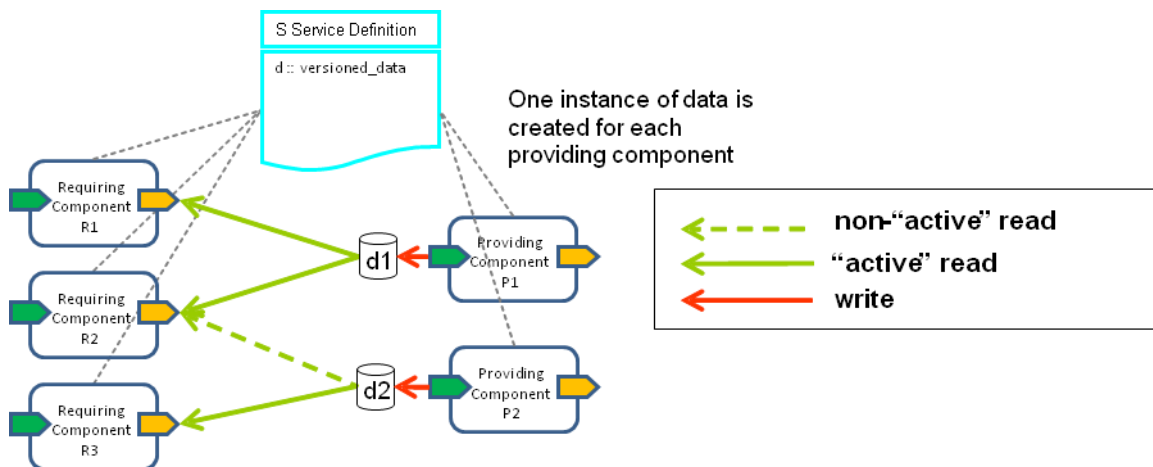 S Service Definition
d :: versioned_data
One instance of data is
created for each
providing component
Requiring
Component
R1
Requiring
Component
R2
Requiring
Component
R3
d1
d2
Providing
Component
P1
Providing
Component
P2
non-“active” read
“active” read
write